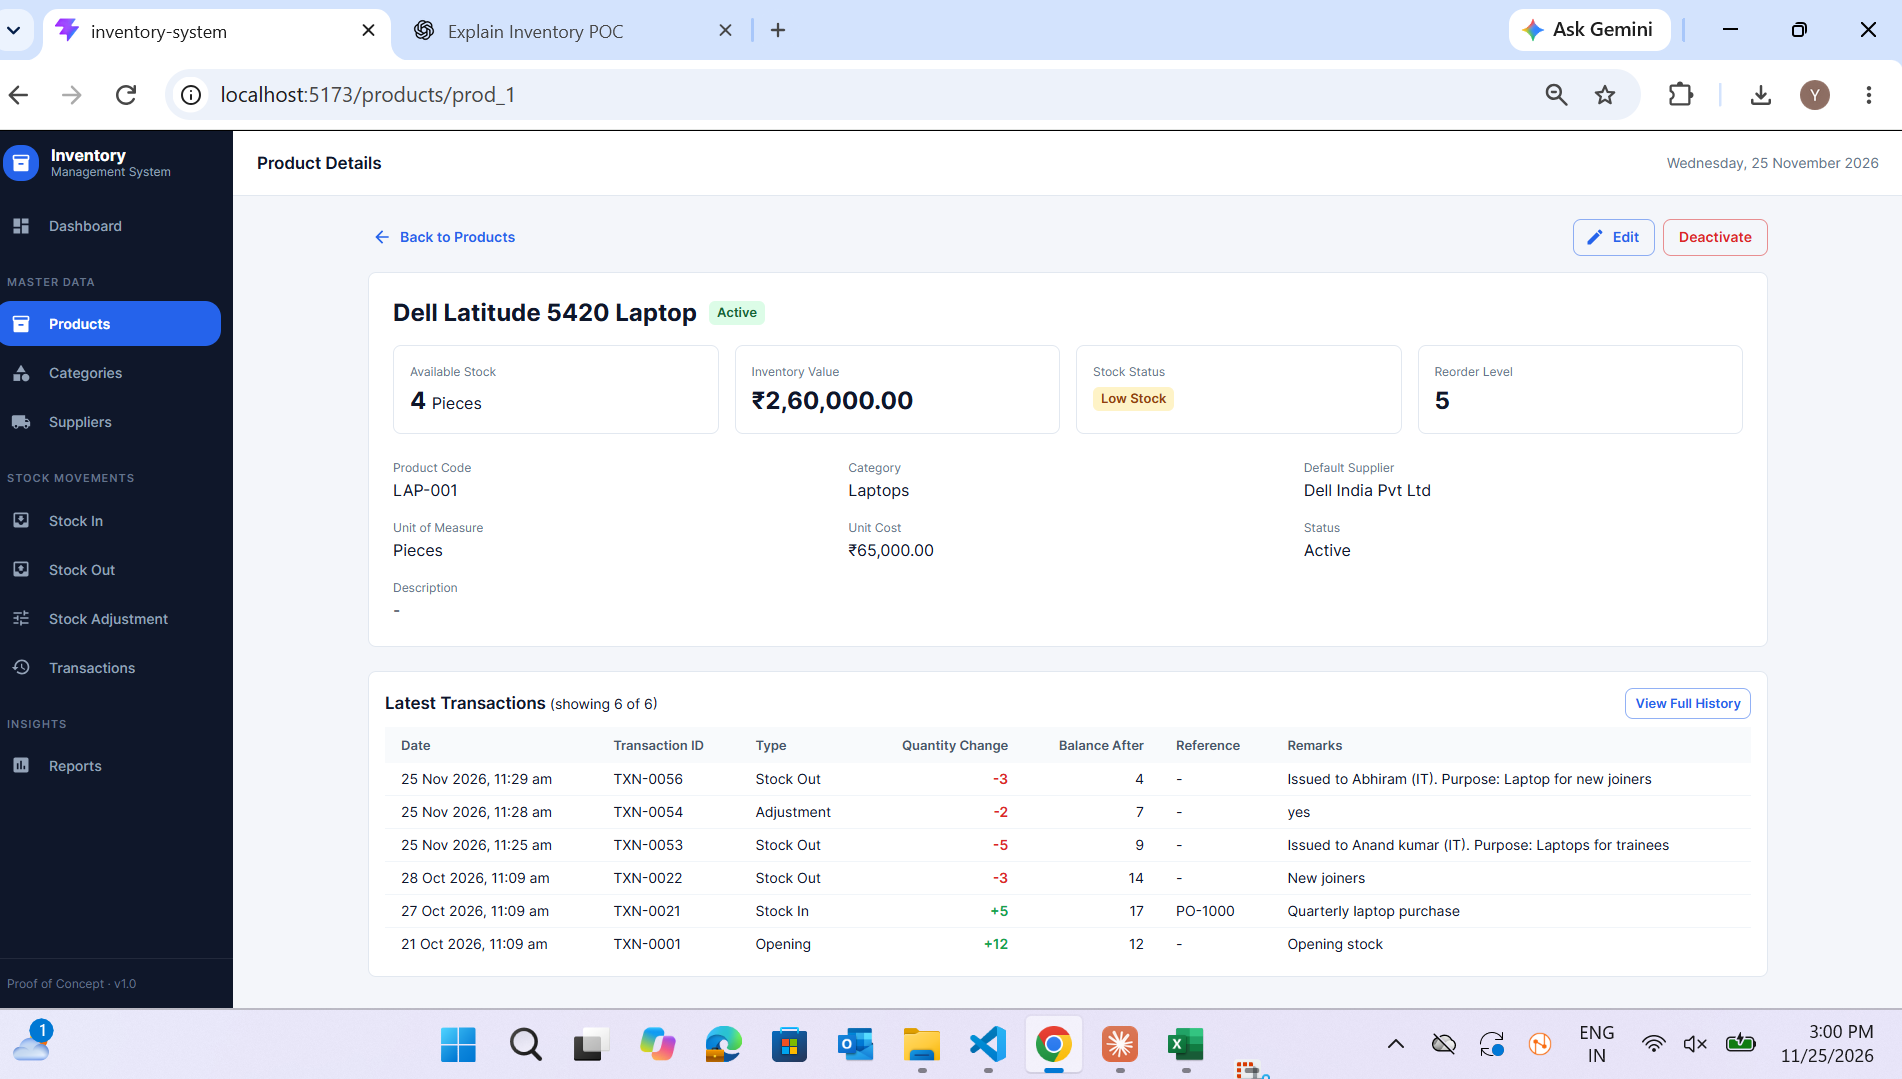 inventory-system
Explain Inventory POC
Ask Gemini
localhost:5173/products/prod_1
Y
Inventory
Management System
Dashboard
MASTER DATA
Products
Categories
Suppliers
STOCK MOVEMENTS
Stock In
Stock Out
Stock Adjustment
Transactions
INSIGHTS
Reports
Proof of Concept · v1.0
Product Details
Wednesday, 25 November 2026
Back to Products
Edit
Deactivate
Dell Latitude 5420 Laptop Active
Available Stock
4 Pieces
Inventory Value
₹2,60,000.00
Stock Status
Low Stock
Reorder Level
5
Product Code
LAP-001
Category
Laptops
Default Supplier
Dell India Pvt Ltd
Unit of Measure
Pieces
Unit Cost
₹65,000.00
Status
Active
Description
-
Latest Transactions (showing 6 of 6)
View Full History
Date Transaction ID Type Quantity Change Balance After Reference Remarks
25 Nov 2026, 11:29 am TXN-0056 Stock Out -3 4 - Issued to Abhiram (IT). Purpose: Laptop for new joiners
25 Nov 2026, 11:28 am TXN-0054 Adjustment -2 7 - yes
25 Nov 2026, 11:25 am TXN-0053 Stock Out -5 9 - Issued to Anand kumar (IT). Purpose: Laptops for trainees
28 Oct 2026, 11:09 am TXN-0022 Stock Out -3 14 - New joiners
27 Oct 2026, 11:09 am TXN-0021 Stock In +5 17 PO-1000 Quarterly laptop purchase
21 Oct 2026, 11:09 am TXN-0001 Opening +12 12 - Opening stock
1
ENG
IN
3:00 PM
11/25/2026